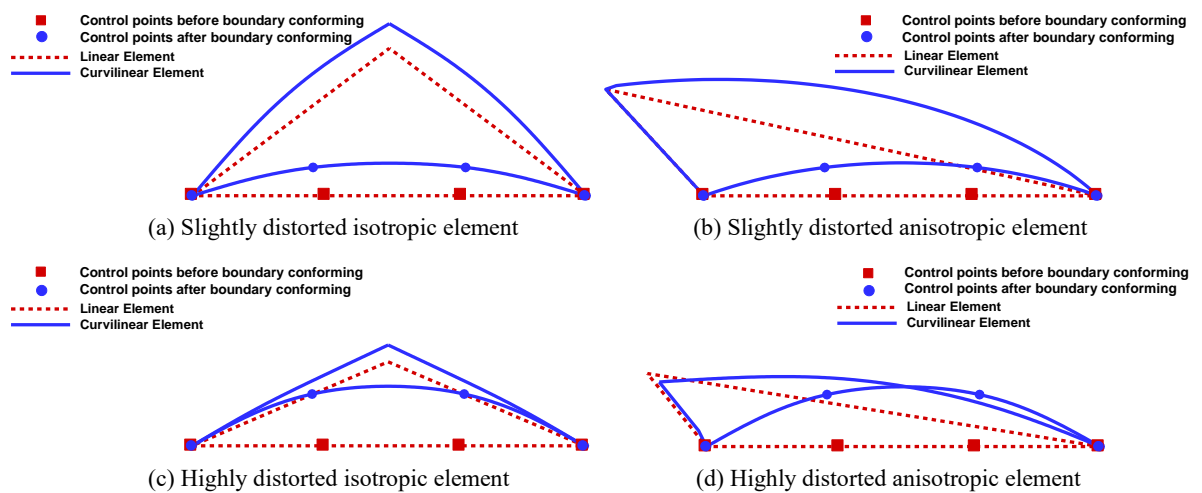 Control points before boundary conforming
Control points after boundary conforming
Linear Element
Curvilinear Element
(a) Slightly distorted isotropic element
Control points before boundary conforming
Control points after boundary conforming
Linear Element
Curvilinear Element
(b) Slightly distorted anisotropic element
Control points before boundary conforming
Control points after boundary conforming
Linear Element
Curvilinear Element
(c) Highly distorted isotropic element
Control points before boundary conforming
Control points after boundary conforming
Linear Element
Curvilinear Element
(d) Highly distorted anisotropic element